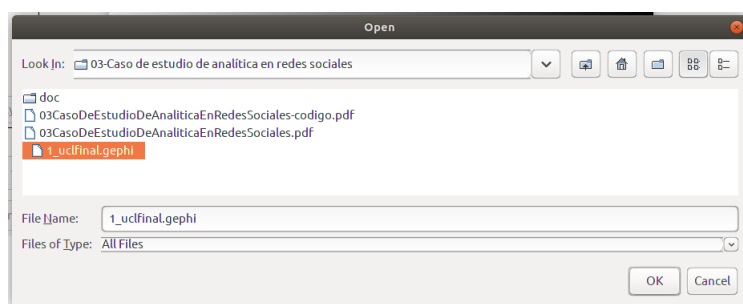 Open
Look In: 03-Caso de estudio de analítica en redes sociales
doc
03CasoDeEstudioDeAnaliticaEnRedesSociales-codigo.pdf
03CasoDeEstudioDeAnaliticaEnRedesSociales.pdf
1_uclfinal.gephi
File Name: 1_uclfinal.gephi
Files of Type: All Files
OK Cancel